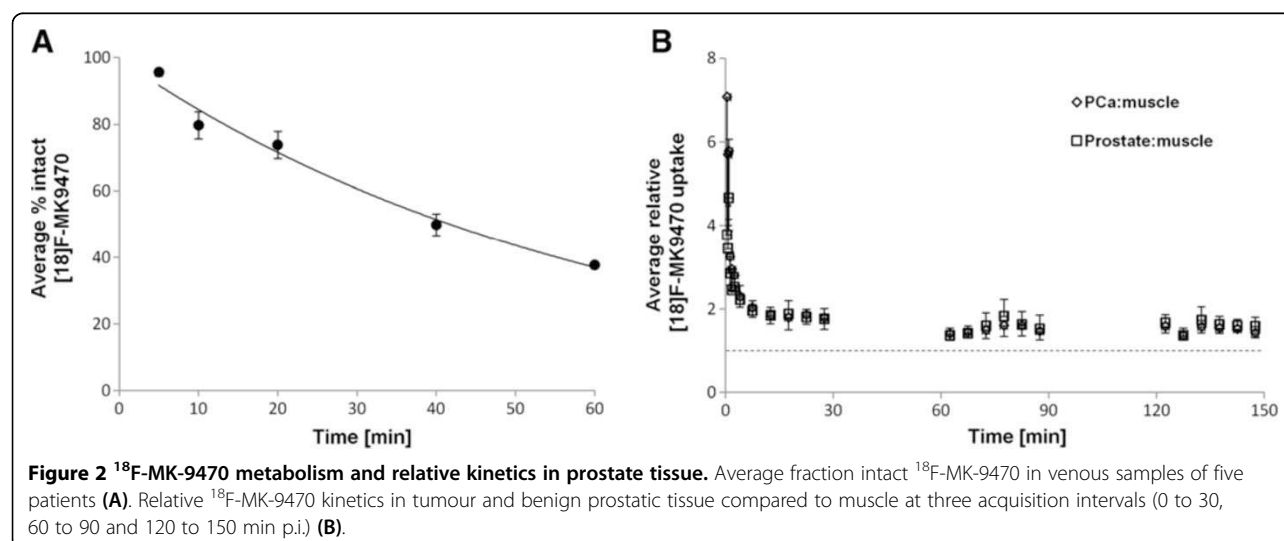 A
B
Average % intact
[18]F-MK9470
100
80
60
40
20
0
0 10 20 30 40 50 60
Time [min]
Average relative
[18]F-MK9470 uptake
8
6
4
2
0
0 30 60 90 120 150
Time [min]
PCa:muscle
Prostate:muscle
Figure 2 ¹⁸F-MK-9470 metabolism and relative kinetics in prostate tissue. Average fraction intact ¹⁸F-MK-9470 in venous samples of five
patients (A). Relative ¹⁸F-MK-9470 kinetics in tumour and benign prostatic tissue compared to muscle at three acquisition intervals (0 to 30,
60 to 90 and 120 to 150 min p.i.) (B).